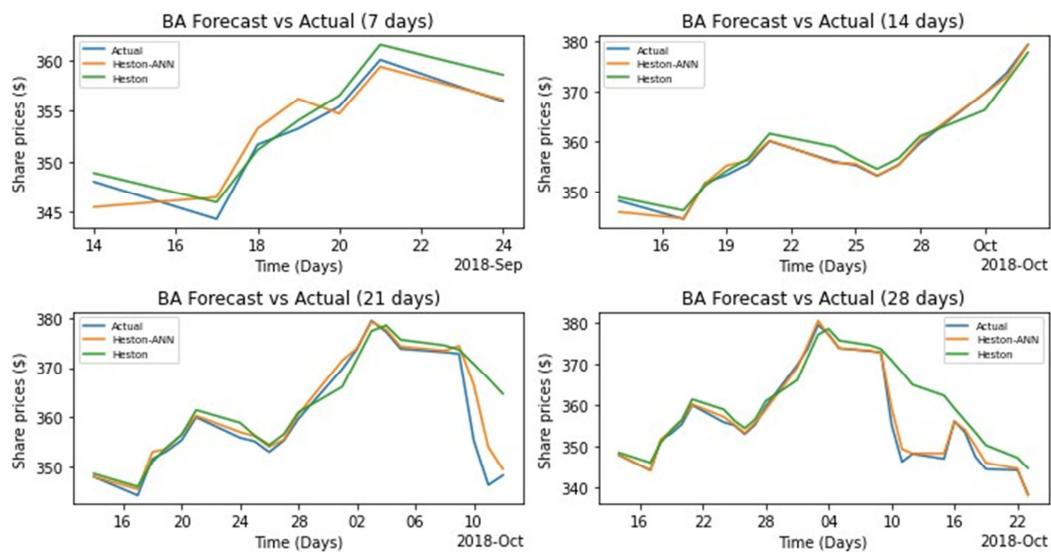 BA Forecast vs Actual (7 days)
Actual
Heston-ANN
Heston
Share prices ($)
360
355
350
345
14 16 18 20 22 24
Time (Days)
2018-Sep
BA Forecast vs Actual (14 days)
Actual
Heston-ANN
Heston
Share prices ($)
380
370
360
350
16 19 22 25 28 Oct
Time (Days)
2018-Oct
BA Forecast vs Actual (21 days)
Actual
Heston-ANN
Heston
Share prices ($)
380
370
360
350
16 20 24 28 02 06 10
Time (Days)
2018-Oct
BA Forecast vs Actual (28 days)
Actual
Heston-ANN
Heston
Share prices ($)
380
370
360
350
340
16 22 28 04 10 16 22
Time (Days)
2018-Oct